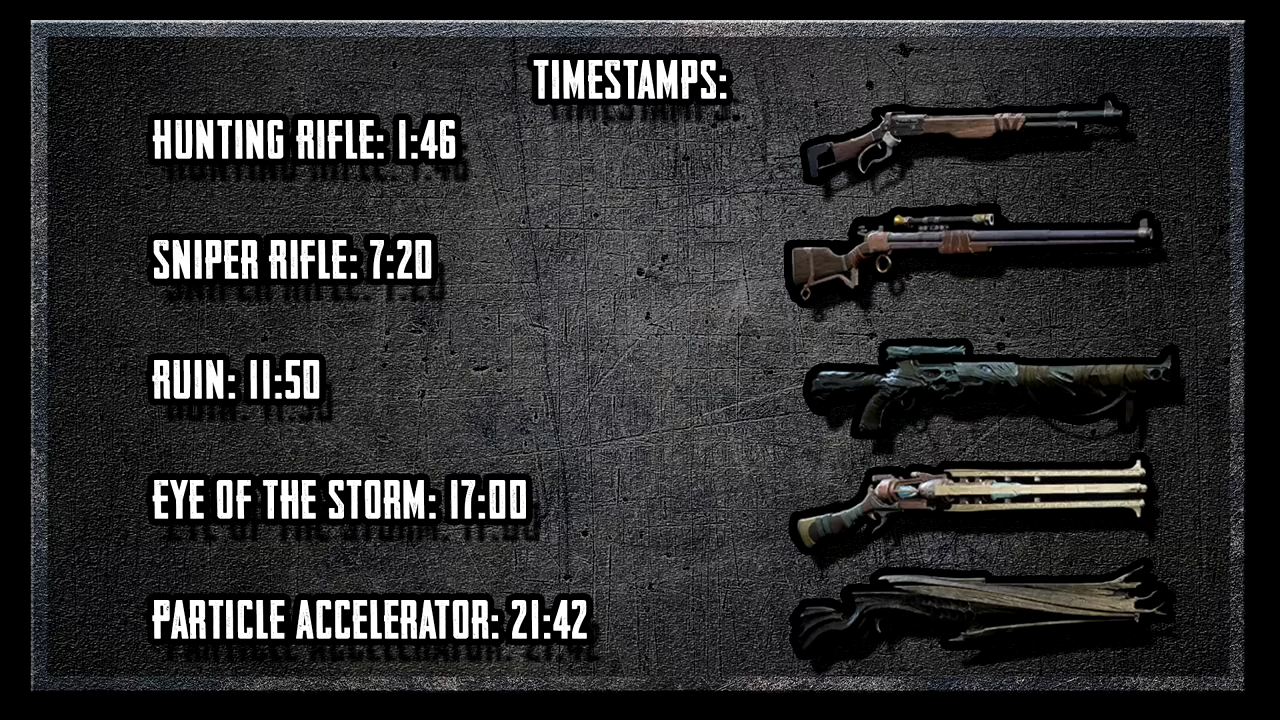 TIMESTAMPS:
HUNTING RIFLE: 1:46
SNIPER RIFLE: 7:20
RUIN: 11:50
EYE OF THE STORM: 17:00
PARTICLE ACCELERATOR: 21:42